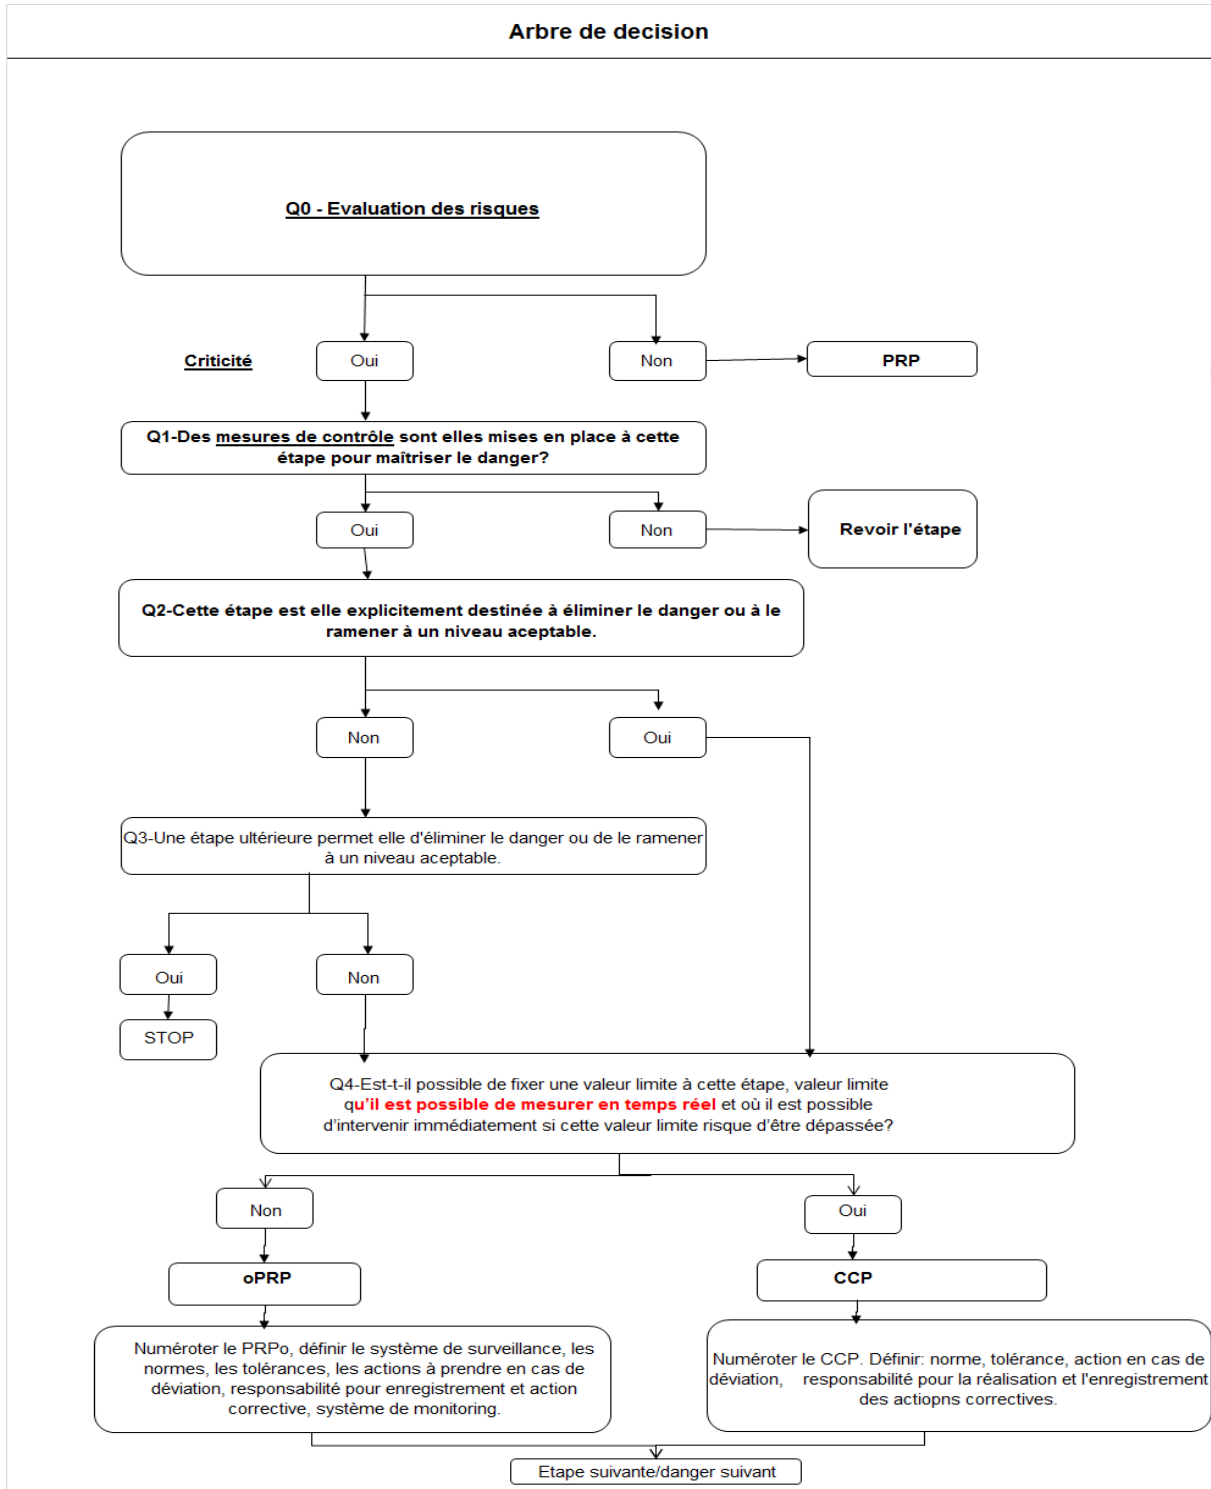 Arbre de decision
Q0 - Evaluation des risques
Criticité
Oui
Non
PRP
Q1-Des mesures de contrôle sont elles mises en place à cette
étape pour maîtriser le danger?
Oui
Non
Revoir l'étape
Q2-Cette étape est elle explicitement destinée à éliminer le danger ou à le
ramener à un niveau aceptable.
Non
Oui
Q3-Une étape ultérieure permet elle d'éliminer le danger ou de le ramener
à un niveau aceptable.
Oui
Non
STOP
Q4-Est-t-il possible de fixer une valeur limite à cette étape, valeur limite
qu'il est possible de mesurer en temps réel et où il est possible
d'intervenir immédiatement si cette valeur limite risque d'être dépassée?
Non
Oui
oPRP
CCP
Numéroter le PRPo, définir le système de surveillance, les
normes, les tolérances, les actions à prendre en cas de
déviation, responsabilité pour enregistrement et action
corrective, système de monitoring.
Numéroter le CCP. Définir: norme, tolérance, action en cas de
déviation, responsabilité pour la réalisation et l'enregistrement
des actiopns correctives.
Etape suivante/danger suivant